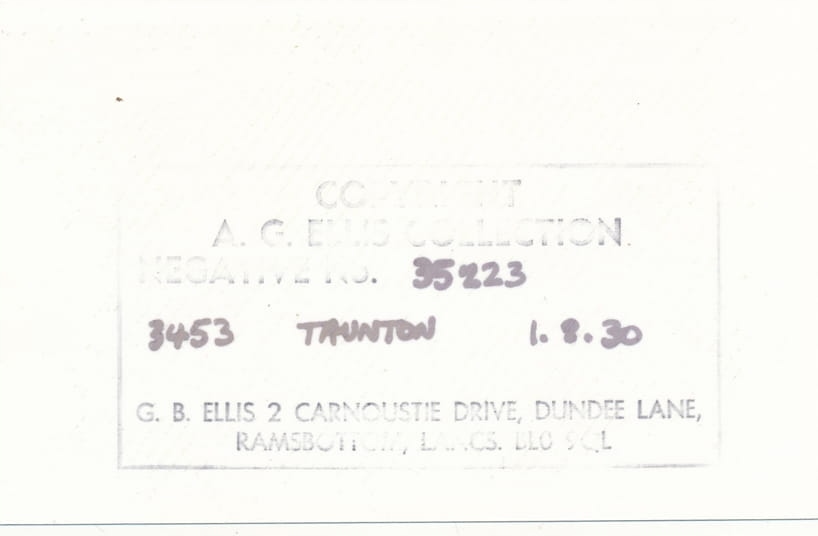 COPYRIGHT
A. G. ELLIS COLLECTION.
NEGATIVE NO. 35223
3453 TAUNTON 1.8.30
G. B. ELLIS 2 CARNOUSTIE DRIVE, DUNDEE LANE,
RAMSBOTTOM, LANCS. BL0 9QL